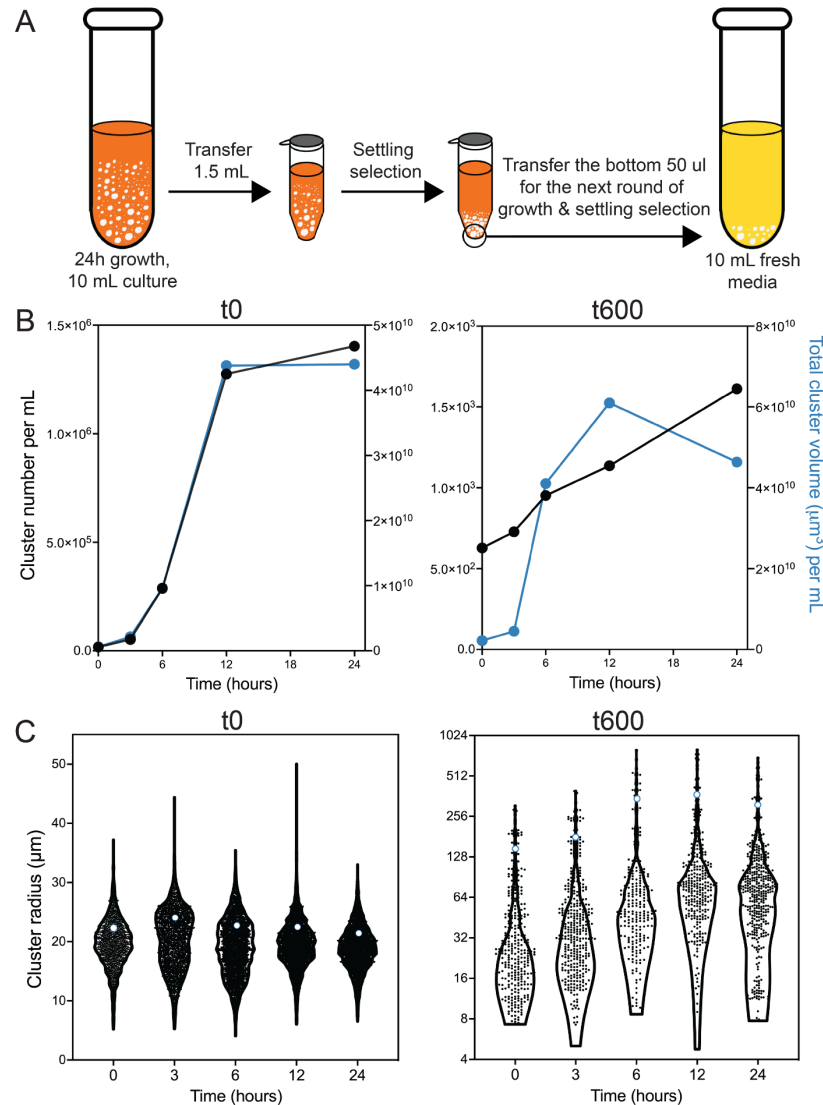 A
Transfer
1.5 mL
Settling
selection
Transfer the bottom 50 ul
for the next round of
growth & settling selection
24h growth,
10 mL culture
10 mL fresh
media
B
t0
Cluster number per mL
1.5×10⁶
1.0×10⁶
5.0×10⁵
0.0
5×10¹⁰
4×10¹⁰
3×10¹⁰
2×10¹⁰
1×10¹⁰
0
0 6 12 18 24
Time (hours)
t600
2.0×10³
1.5×10³
1.0×10³
5.0×10²
0.0
8×10¹⁰
6×10¹⁰
4×10¹⁰
2×10¹⁰
0
0 6 12 18 24
Time (hours)
Total cluster volume (μm³) per mL
C
t0
Cluster radius (μm)
50
40
30
20
10
0
0 3 6 12 24
Time (hours)
t600
1024
512
256
128
64
32
16
8
4
0 3 6 12 24
Time (hours)